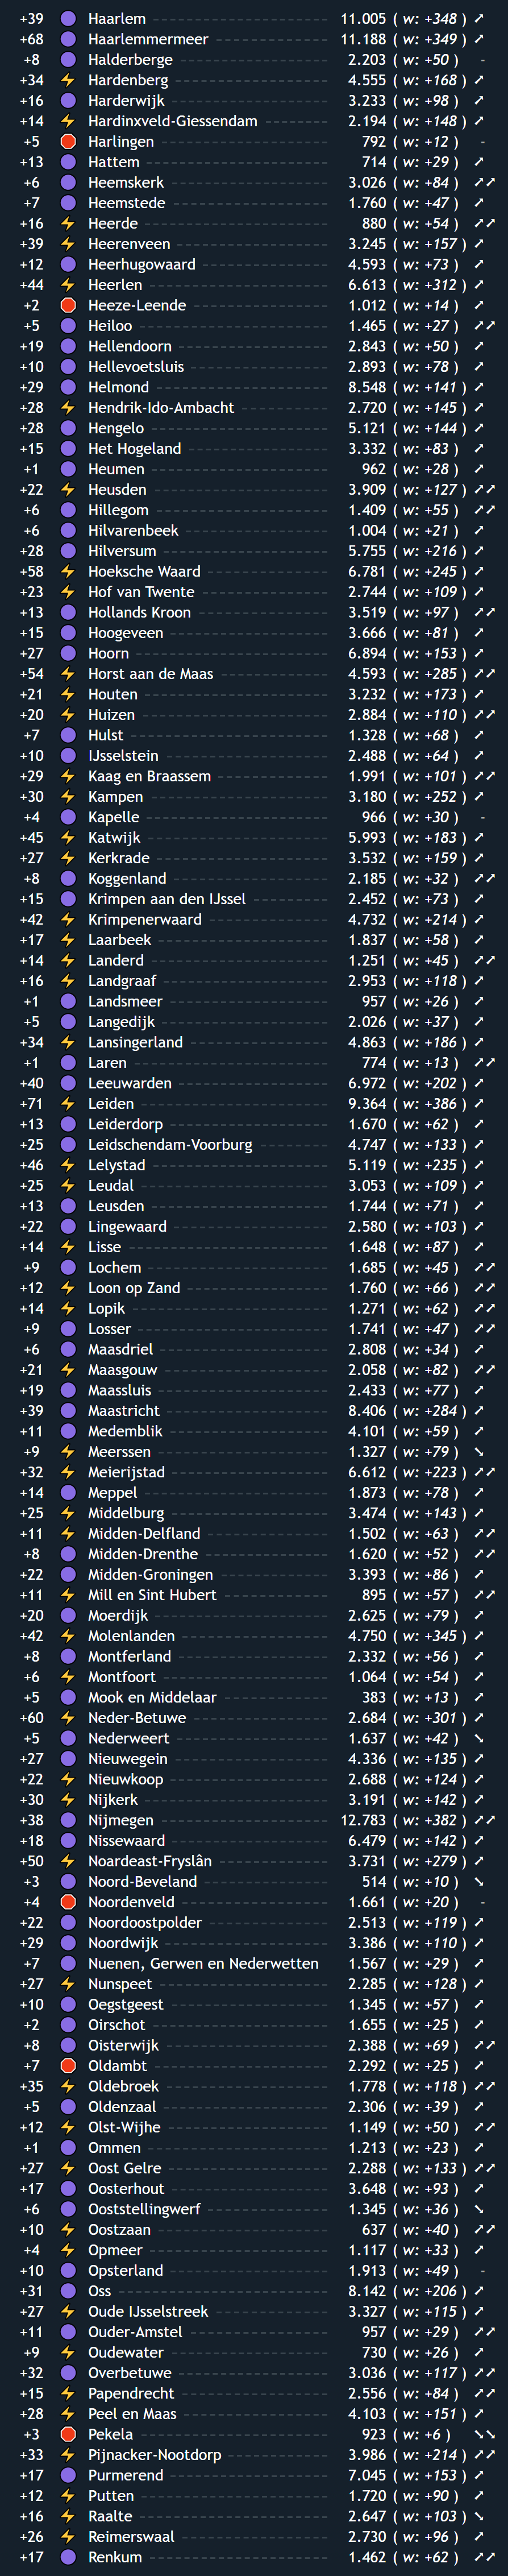 +39 Haarlem 11.005 ( w: +348 ) ➚
+68 Haarlemmermeer 11.188 ( w: +349 ) ➚
+8 Halderberge 2.203 ( w: +50 ) -
+34 ⚡ Hardenberg 4.555 ( w: +168 ) ➚
+16 Harderwijk 3.233 ( w: +98 ) ➚
+14 ⚡ Hardinxveld-Giessendam 2.194 ( w: +148 ) ➚
+5 Harlingen 792 ( w: +12 ) -
+13 Hattem 714 ( w: +29 ) ➚
+6 Heemskerk 3.026 ( w: +84 ) ➚➚
+7 Heemstede 1.760 ( w: +47 ) ➚
+16 ⚡ Heerde 880 ( w: +54 ) ➚➚
+39 ⚡ Heerenveen 3.245 ( w: +157 ) ➚
+12 Heerhugowaard 4.593 ( w: +73 ) ➚
+44 ⚡ Heerlen 6.613 ( w: +312 ) ➚
+2 Heeze-Leende 1.012 ( w: +14 ) ➚
+5 Heiloo 1.465 ( w: +27 ) ➚➚
+19 Hellendoorn 2.843 ( w: +50 ) ➚
+10 Hellevoetsluis 2.893 ( w: +78 ) ➚
+29 Helmond 8.548 ( w: +141 ) ➚
+28 ⚡ Hendrik-Ido-Ambacht 2.720 ( w: +145 ) ➚
+28 Hengelo 5.121 ( w: +144 ) ➚
+15 Het Hogeland 3.332 ( w: +83 ) ➚
+1 Heumen 962 ( w: +28 ) ➚
+22 ⚡ Heusden 3.909 ( w: +127 ) ➚➚
+6 Hillegom 1.409 ( w: +55 ) ➚➚
+6 Hilvarenbeek 1.004 ( w: +21 ) ➚
+28 Hilversum 5.755 ( w: +216 ) ➚
+58 ⚡ Hoeksche Waard 6.781 ( w: +245 ) ➚
+23 ⚡ Hof van Twente 2.744 ( w: +109 ) ➚
+13 Hollands Kroon 3.519 ( w: +97 ) ➚➚
+15 Hoogeveen 3.666 ( w: +81 ) ➚
+27 Hoorn 6.894 ( w: +153 ) ➚
+54 ⚡ Horst aan de Maas 4.593 ( w: +285 ) ➚➚
+21 ⚡ Houten 3.232 ( w: +173 ) ➚
+20 ⚡ Huizen 2.884 ( w: +110 ) ➚➚
+7 Hulst 1.328 ( w: +68 ) ➚
+10 IJsselstein 2.488 ( w: +64 ) ➚
+29 ⚡ Kaag en Braassem 1.991 ( w: +101 ) ➚➚
+30 ⚡ Kampen 3.180 ( w: +252 ) ➚
+4 Kapelle 966 ( w: +30 ) -
+45 ⚡ Katwijk 5.993 ( w: +183 ) ➚
+27 ⚡ Kerkrade 3.532 ( w: +159 ) ➚
+8 Koggenland 2.185 ( w: +32 ) ➚➚
+15 Krimpen aan den IJssel 2.452 ( w: +73 ) ➚
+42 ⚡ Krimpenerwaard 4.732 ( w: +214 ) ➚
+17 ⚡ Laarbeek 1.837 ( w: +58 ) ➚
+14 ⚡ Landerd 1.251 ( w: +45 ) ➚➚
+16 ⚡ Landgraaf 2.953 ( w: +118 ) ➚
+1 Landsmeer 957 ( w: +26 ) ➚
+5 Langedijk 2.026 ( w: +37 ) ➚
+34 ⚡ Lansingerland 4.863 ( w: +186 ) ➚
+1 Laren 774 ( w: +13 ) ➚➚
+40 Leeuwarden 6.972 ( w: +202 ) ➚
+71 ⚡ Leiden 9.364 ( w: +386 ) ➚
+13 Leiderdorp 1.670 ( w: +62 ) ➚
+25 Leidschendam-Voorburg 4.747 ( w: +133 ) ➚
+46 ⚡ Lelystad 5.119 ( w: +235 ) ➚
+25 ⚡ Leudal 3.053 ( w: +109 ) ➚
+13 Leusden 1.744 ( w: +71 ) ➚
+22 Lingewaard 2.580 ( w: +103 ) ➚
+14 ⚡ Lisse 1.648 ( w: +87 ) ➚
+9 Lochem 1.685 ( w: +45 ) ➚➚
+12 ⚡ Loon op Zand 1.760 ( w: +66 ) ➚➚
+14 ⚡ Lopik 1.271 ( w: +62 ) ➚➚
+9 Losser 1.741 ( w: +47 ) ➚➚
+6 Maasdriel 2.808 ( w: +34 ) ➚
+21 ⚡ Maasgouw 2.058 ( w: +82 ) ➚➚
+19 Maassluis 2.433 ( w: +77 ) ➚
+39 Maastricht 8.406 ( w: +284 ) ➚
+11 Medemblik 4.101 ( w: +59 ) ➚
+9 ⚡ Meerssen 1.327 ( w: +79 ) ➘
+32 ⚡ Meierijstad 6.612 ( w: +223 ) ➚➚
+14 Meppel 1.873 ( w: +78 ) ➚
+25 ⚡ Middelburg 3.474 ( w: +143 ) ➚
+11 ⚡ Midden-Delfland 1.502 ( w: +63 ) ➚➚
+8 Midden-Drenthe 1.620 ( w: +52 ) ➚➚
+22 Midden-Groningen 3.393 ( w: +86 ) ➚
+11 ⚡ Mill en Sint Hubert 895 ( w: +57 ) ➚➚
+20 Moerdijk 2.625 ( w: +79 ) ➚
+42 ⚡ Molenlanden 4.750 ( w: +345 ) ➚
+8 Montferland 2.332 ( w: +56 ) ➚
+6 ⚡ Montfoort 1.064 ( w: +54 ) ➚
+5 Mook en Middelaar 383 ( w: +13 ) ➚
+60 ⚡ Neder-Betuwe 2.684 ( w: +301 ) ➚
+5 Nederweert 1.637 ( w: +42 ) ➘
+27 Nieuwegein 4.336 ( w: +135 ) ➚
+22 ⚡ Nieuwkoop 2.688 ( w: +124 ) ➚
+30 ⚡ Nijkerk 3.191 ( w: +142 ) ➚
+38 Nijmegen 12.783 ( w: +382 ) ➚➚
+18 Nissewaard 6.479 ( w: +142 ) ➚
+50 ⚡ Noardeast-Fryslân 3.731 ( w: +279 ) ➚
+3 Noord-Beveland 514 ( w: +10 ) ➘
+4 Noordenveld 1.661 ( w: +20 ) -
+22 Noordoostpolder 2.513 ( w: +119 ) ➚
+29 Noordwijk 3.386 ( w: +110 ) ➚
+7 Nuenen, Gerwen en Nederwetten 1.567 ( w: +29 ) ➚
+27 ⚡ Nunspeet 2.285 ( w: +128 ) ➚
+10 Oegstgeest 1.345 ( w: +57 ) ➚
+2 Oirschot 1.655 ( w: +25 ) ➚
+8 Oisterwijk 2.388 ( w: +69 ) ➚➚
+7 Oldambt 2.292 ( w: +25 ) ➚
+35 ⚡ Oldebroek 1.778 ( w: +118 ) ➚➚
+5 Oldenzaal 2.306 ( w: +39 ) ➚
+12 ⚡ Olst-Wijhe 1.149 ( w: +50 ) ➚➚
+1 Ommen 1.213 ( w: +23 ) ➚
+27 ⚡ Oost Gelre 2.288 ( w: +133 ) ➚➚
+17 Oosterhout 3.648 ( w: +93 ) ➚
+6 Ooststellingwerf 1.345 ( w: +36 ) ➘
+10 ⚡ Oostzaan 637 ( w: +40 ) ➚➚
+4 ⚡ Opmeer 1.117 ( w: +33 ) ➚
+10 Opsterland 1.913 ( w: +49 ) -
+31 Oss 8.142 ( w: +206 ) ➚
+27 ⚡ Oude IJsselstreek 3.327 ( w: +115 ) ➚
+11 Ouder-Amstel 957 ( w: +29 ) ➚➚
+9 ⚡ Oudewater 730 ( w: +26 ) ➚
+32 Overbetuwe 3.036 ( w: +117 ) ➚➚
+15 ⚡ Papendrecht 2.556 ( w: +84 ) ➚➚
+28 ⚡ Peel en Maas 4.103 ( w: +151 ) ➚
+3 Pekela 923 ( w: +6 ) ➘➘
+33 ⚡ Pijnacker-Nootdorp 3.986 ( w: +214 ) ➚➚
+17 Purmerend 7.045 ( w: +153 ) ➚
+12 ⚡ Putten 1.720 ( w: +90 ) ➚
+16 ⚡ Raalte 2.647 ( w: +103 ) ➘
+26 ⚡ Reimerswaal 2.730 ( w: +96 ) ➚
+17 Renkum 1.462 ( w: +62 ) ➚➚